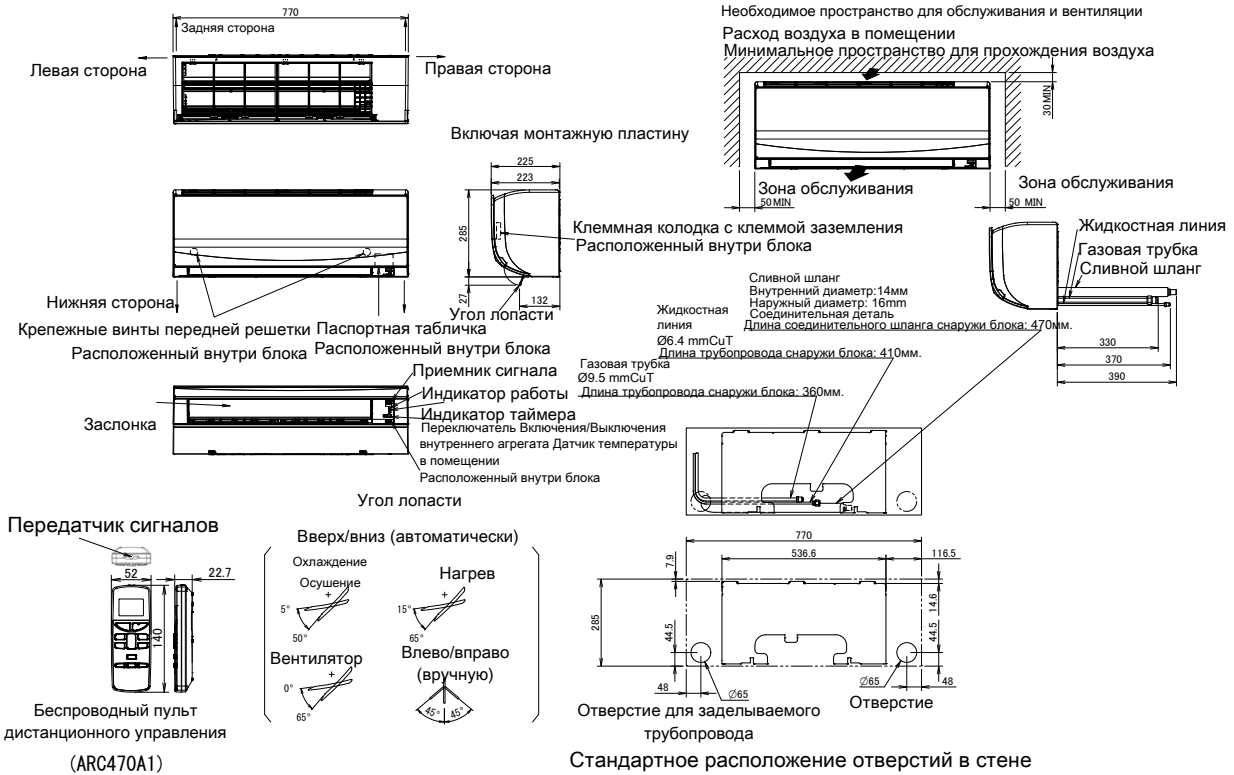 770
Задняя сторона
Левая сторона
Правая сторона
Необходимое пространство для обслуживания и вентиляции
Расход воздуха в помещении
Минимальное пространство для прохождения воздуха
30 MIN
Зона обслуживания
Зона обслуживания
50 MIN
50 MIN
Включая монтажную пластину
225
223
285
27
132
Клеммная колодка с клеммой заземления
Расположенный внутри блока
Угол лопасти
Нижняя сторона
Крепежные винты передней решетки
Расположенный внутри блока
Паспортная табличка
Расположенный внутри блока
Жидкостная линия
Газовая трубка
Сливной шланг
330
370
390
Сливной шланг
Внутренний диаметр:14мм
Наружный диаметр: 16mm
Соединительная деталь
Длина соединительного шланга снаружи блока: 470мм.
Жидкостная
линия
Ø6.4 mmCuT
Длина трубопровода снаружи блока: 410мм.
Газовая трубка
Ø9.5 mmCuT
Длина трубопровода снаружи блока: 360мм.
Заслонка
Приемник сигнала
Индикатор работы
Индикатор таймера
Переключатель Включения/Выключения
внутреннего агрегата Датчик температуры
в помещении
Расположенный внутри блока
Передатчик сигналов
52
22.7
140
Беспроводный пульт
дистанционного управления
(ARC470A1)
Угол лопасти
Вверх/вниз (автоматически)
Охлаждение
Осушение
5°
50°
Нагрев
15°
65°
Вентилятор
0°
65°
Влево/вправо
(вручную)
45° 45°
770
536.6
116.5
7.9
285
44.5
14.6
44.5
48
Ø65
Ø65
48
Отверстие для заделываемого
трубопровода
Отверстие
Стандартное расположение отверстий в стене